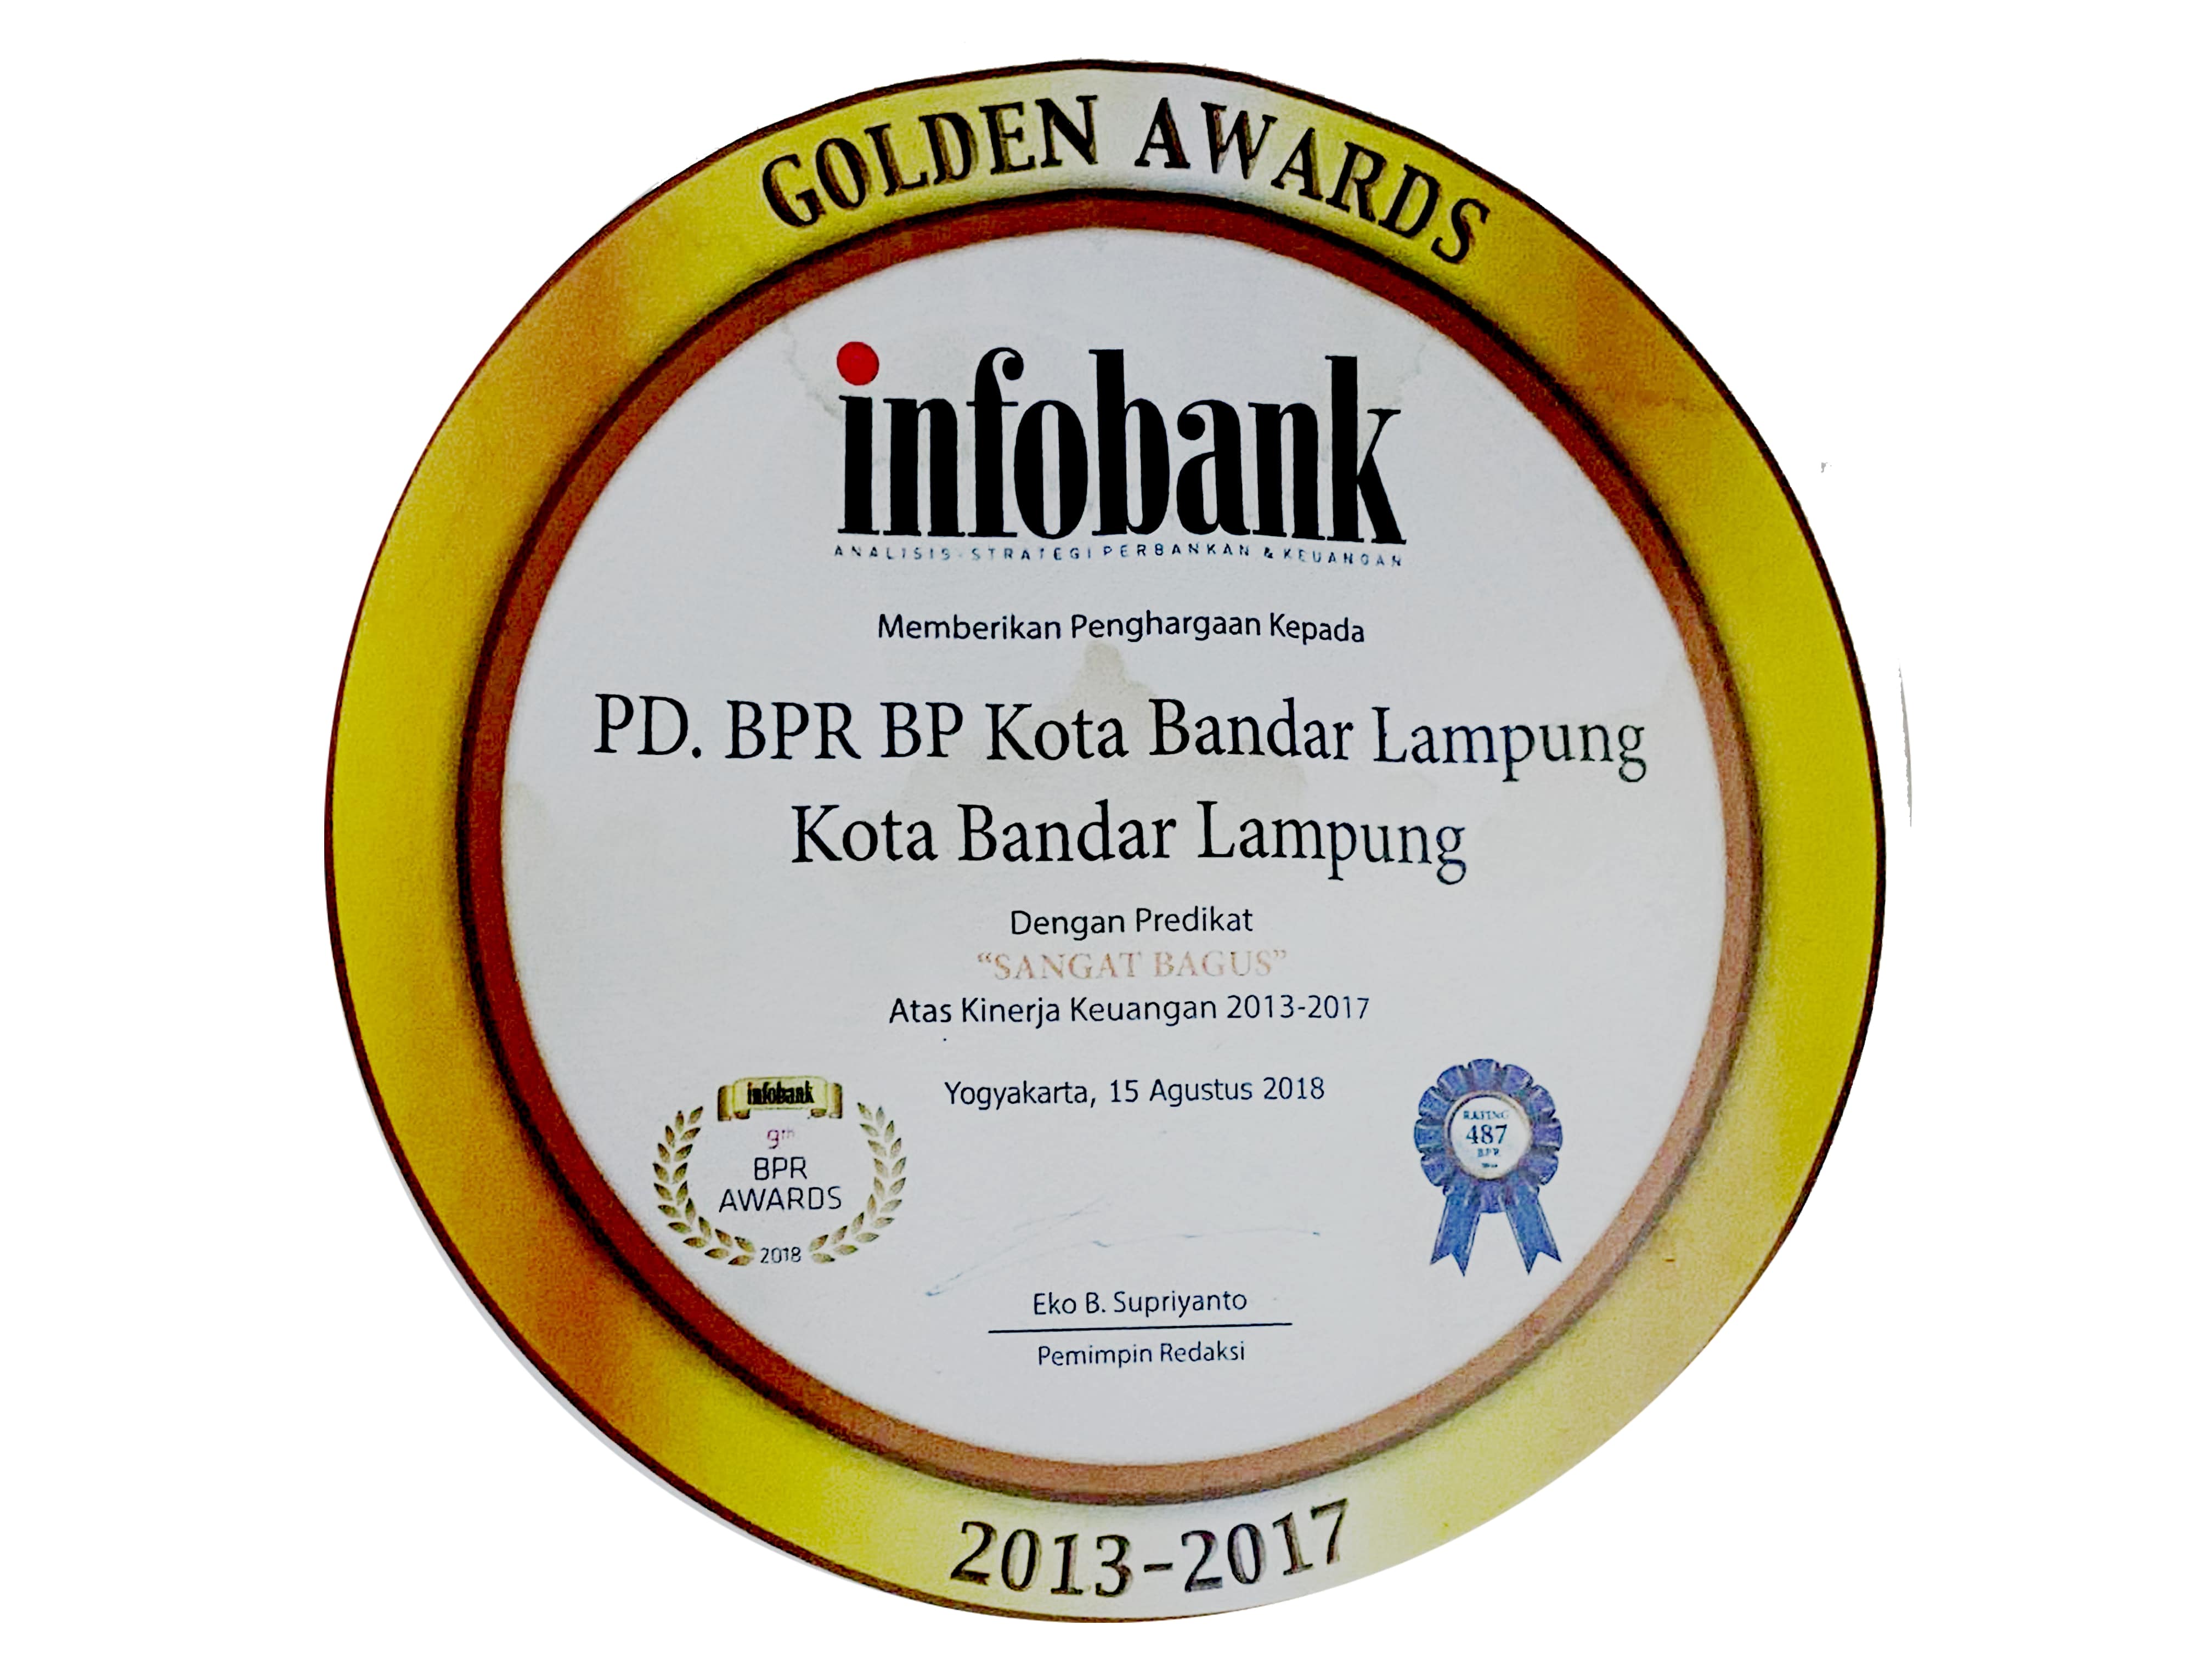 GOLDEN AWARDS
infobank
ANALISIS-STRATEGI PERBANKAN & KEUANGAN
Memberikan Penghargaan Kepada
PD. BPR BP Kota Bandar Lampung
Kota Bandar Lampung
Dengan Predikat
“SANGAT BAGUS”
Atas Kinerja Keuangan 2013-2017
Yogyakarta, 15 Agustus 2018
infobank
9th
BPR
AWARDS
2018
RATING
487
BPR
Eko B. Supriyanto
Pemimpin Redaksi
2013-2017